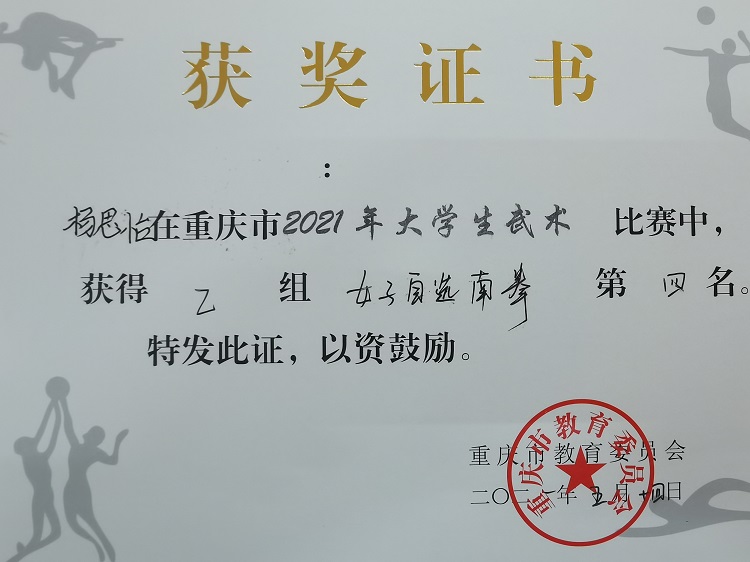 获奖证书
:
杨思怡在重庆市2021年大学生武术 比赛中,
获得 乙 组 女子自选南拳 第 四 名。
特发此证,以资鼓励。
重庆市教育委员会
二〇二一年五月十四日
重庆市教育委员会